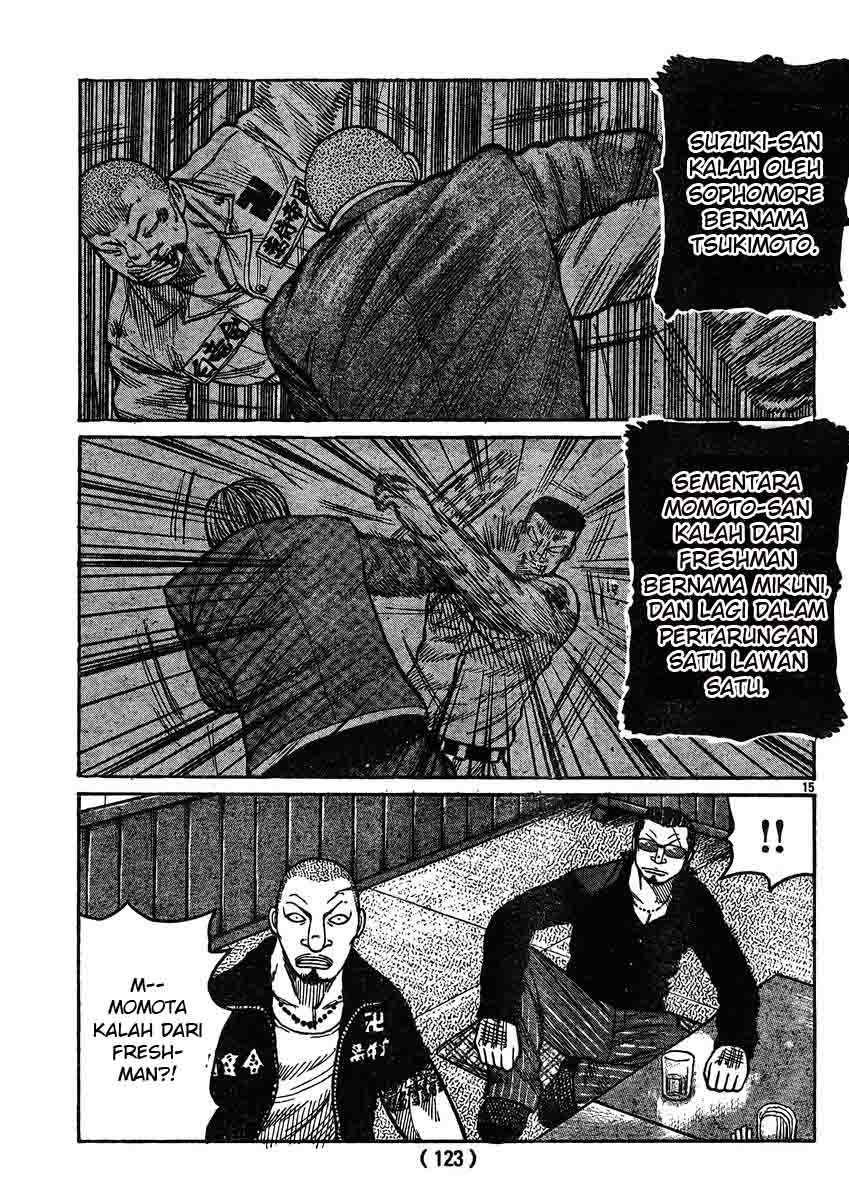 SUZUKI-SAN
KALAH OLEH
SOPHOMORE
BERNAMA
TSUKIMOTO.
SEMENTARA
MOMOTO-SAN
KALAH DARI
FRESHMAN
BERNAMA MIKUNI,
DAN LAGI DALAM
PERTARUNGAN
SATU LAWAN
SATU.
15
!!
M--
MOMOTA
KALAH DARI
FRESH-
MAN?!
卍
( 123 )